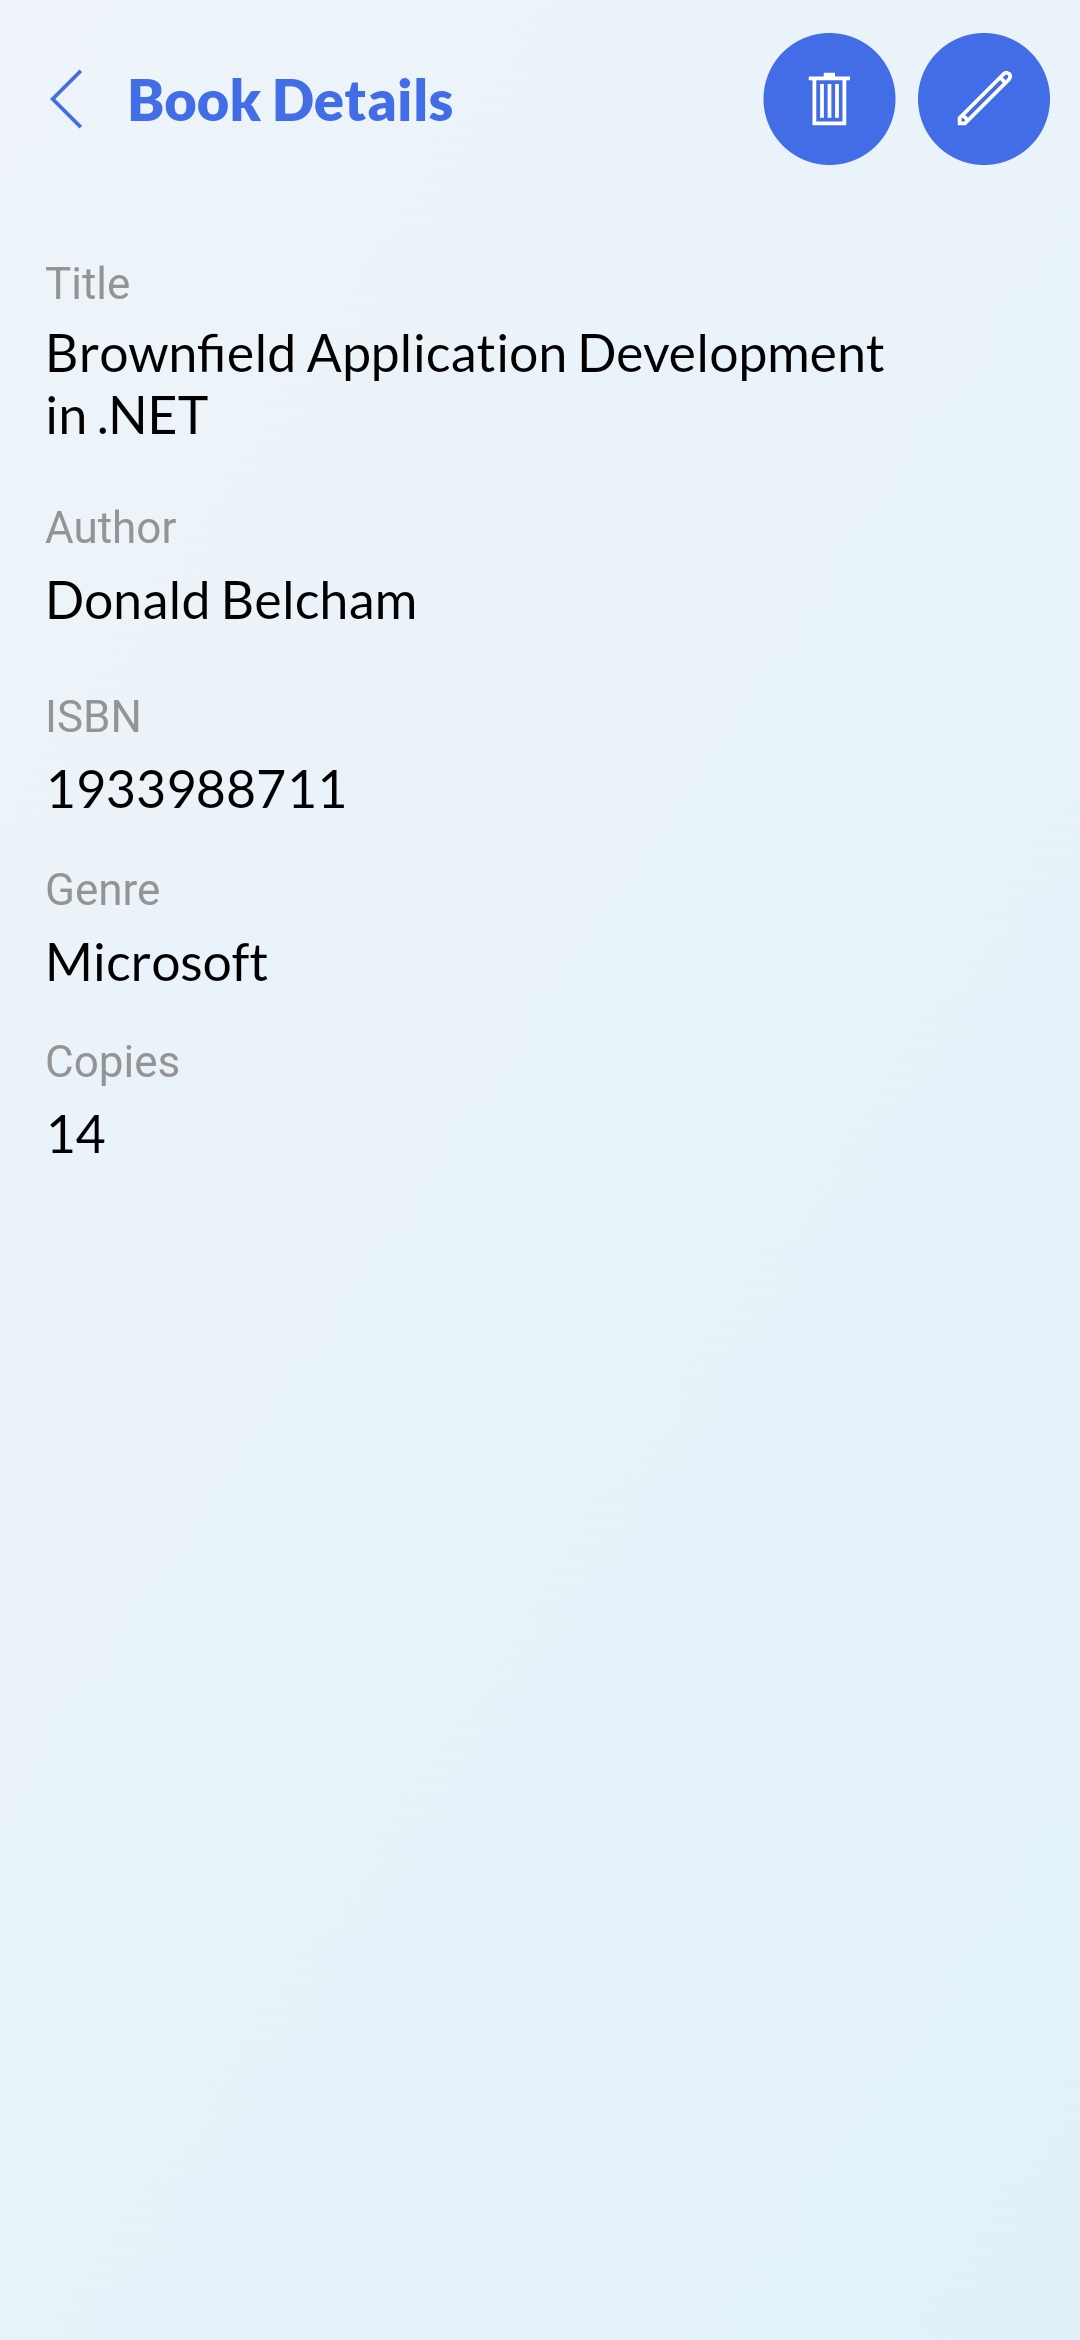 Book Details
Title
Brownfield Application Development
in .NET
Author
Donald Belcham
ISBN
1933988711
Genre
Microsoft
Copies
14